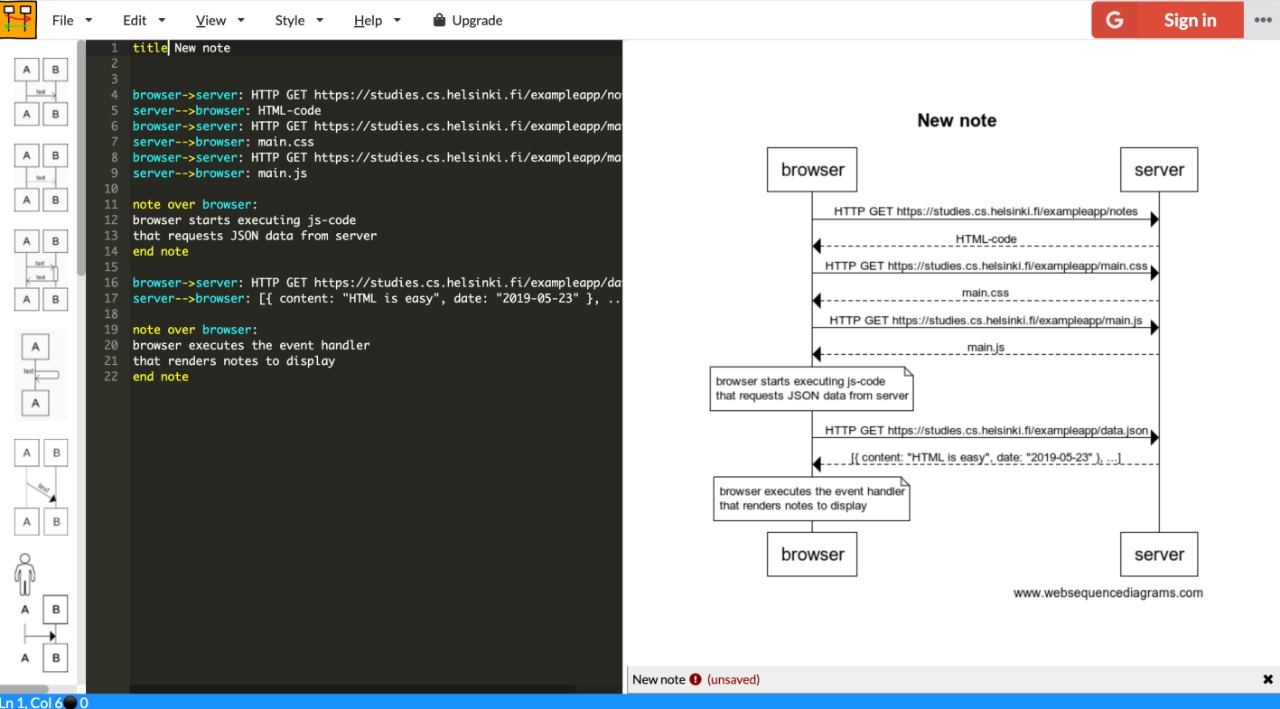 File Edit View Style Help Upgrade G Sign in
A B
text
A B
A B
text
A B
A B
text
text
A B
A
text
A
A B
text
A B
A B
A B
1 title New note
2
3
4 browser->server: HTTP GET https://studies.cs.helsinki.fi/exampleapp/no
5 server-->browser: HTML-code
6 browser->server: HTTP GET https://studies.cs.helsinki.fi/exampleapp/ma
7 server-->browser: main.css
8 browser->server: HTTP GET https://studies.cs.helsinki.fi/exampleapp/ma
9 server-->browser: main.js
10
11 note over browser:
12 browser starts executing js-code
13 that requests JSON data from server
14 end note
15
16 browser->server: HTTP GET https://studies.cs.helsinki.fi/exampleapp/da
17 server-->browser: [{ content: "HTML is easy", date: "2019-05-23" }, ..
18
19 note over browser:
20 browser executes the event handler
21 that renders notes to display
22 end note
New note
browser server
HTTP GET https://studies.cs.helsinki.fi/exampleapp/notes
HTML-code
HTTP GET https://studies.cs.helsinki.fi/exampleapp/main.css
main.css
HTTP GET https://studies.cs.helsinki.fi/exampleapp/main.js
main.js
browser starts executing js-code
that requests JSON data from server
HTTP GET https://studies.cs.helsinki.fi/exampleapp/data.json
[{ content: "HTML is easy", date: "2019-05-23" }, ...]
browser executes the event handler
that renders notes to display
browser server
www.websequencediagrams.com
New note (unsaved)
Ln 1, Col 6 0